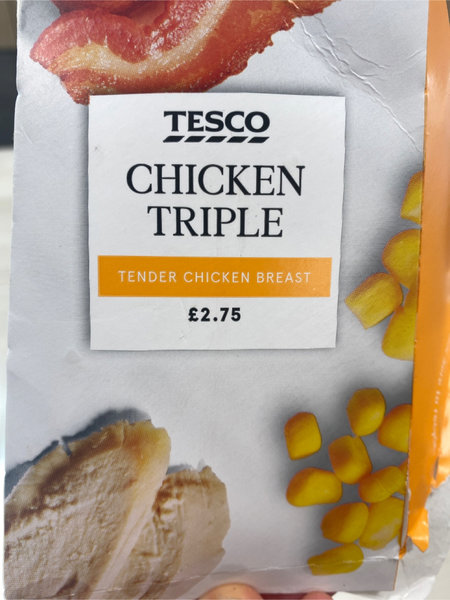 TESCO
CHICKEN
TRIPLE
TENDER CHICKEN BREAST
£2.75